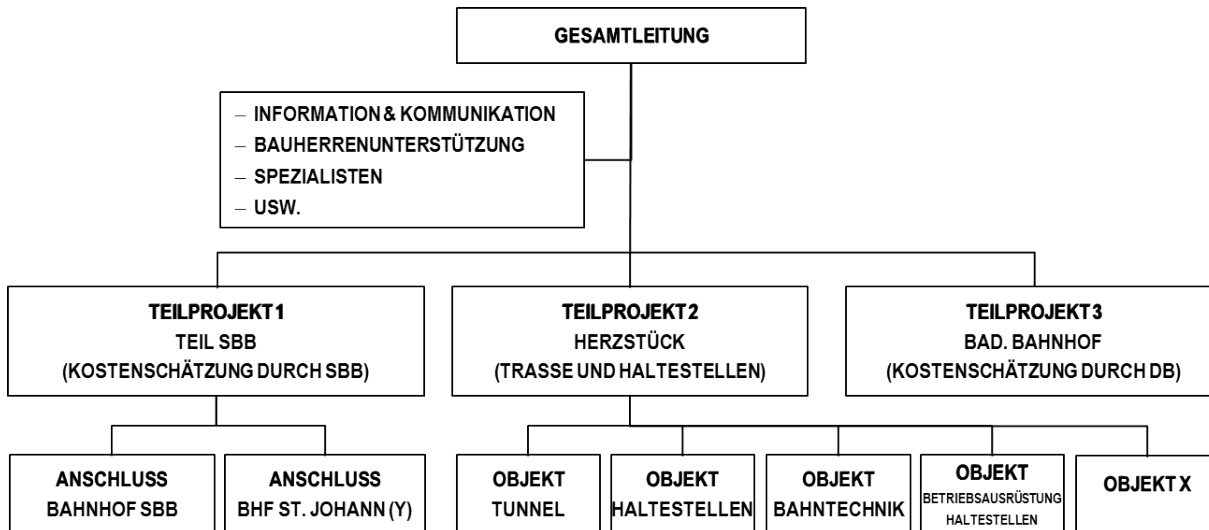 GESAMTLEITUNG
– INFORMATION & KOMMUNIKATION
– BAUHERRENUNTERSTÜTZUNG
– SPEZIALISTEN
– USW.
TEILPROJEKT 1
TEIL SBB
(KOSTENSCHÄTZUNG DURCH SBB)
TEILPROJEKT 2
HERZSTÜCK
(TRASSE UND HALTESTELLEN)
TEILPROJEKT 3
BAD. BAHNHOF
(KOSTENSCHÄTZUNG DURCH DB)
ANSCHLUSS
BAHNHOF SBB
ANSCHLUSS
BHF ST. JOHANN (Y)
OBJEKT
TUNNEL
OBJEKT
HALTESTELLEN
OBJEKT
BAHNTECHNIK
OBJEKT
BETRIEBSAUSRÜSTUNG
HALTESTELLEN
OBJEKT X